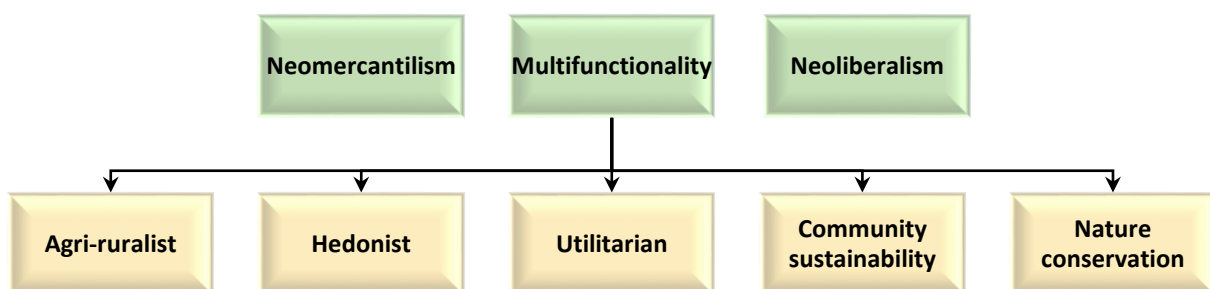 Neomercantilism
Multifunctionality
Neoliberalism
Agri-ruralist
Hedonist
Utilitarian
Community
sustainability
Nature
conservation